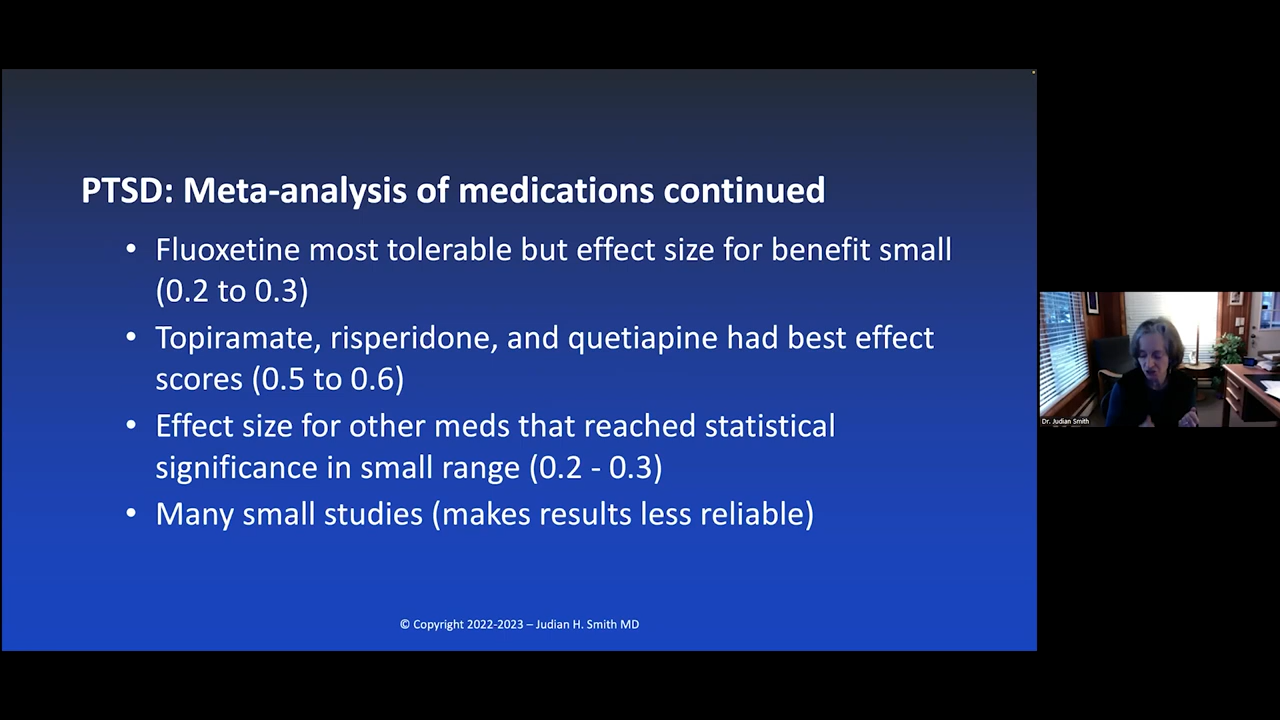 PTSD: Meta-analysis of medications continued
• Fluoxetine most tolerable but effect size for benefit small
(0.2 to 0.3)
• Topiramate, risperidone, and quetiapine had best effect
scores (0.5 to 0.6)
• Effect size for other meds that reached statistical
significance in small range (0.2 - 0.3)
• Many small studies (makes results less reliable)
© Copyright 2022-2023 – Judian H. Smith MD
Dr. Judian Smith